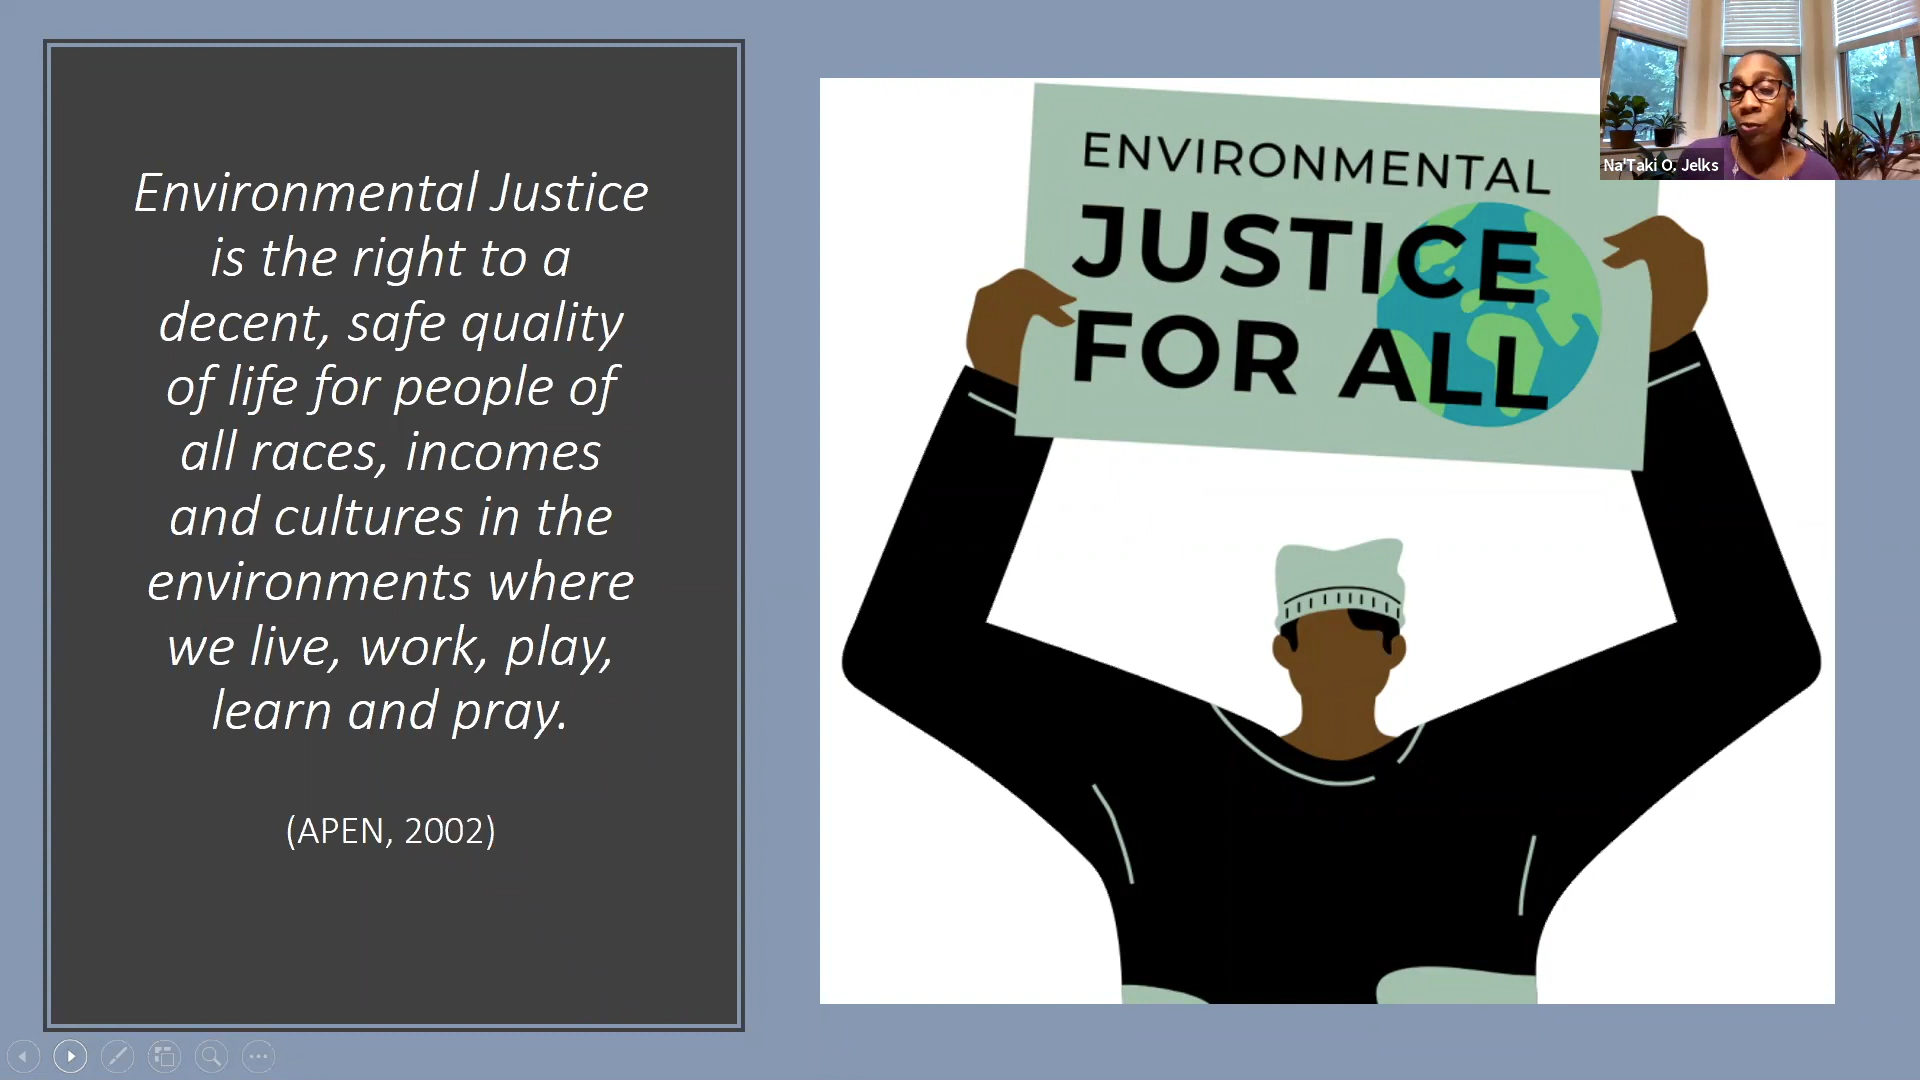 Environmental Justice
is the right to a
decent, safe quality
of life for people of
all races, incomes
and cultures in the
environments where
we live, work, play,
learn and pray.
(APEN, 2002)
ENVIRONMENTAL
JUSTICE
FOR ALL
Na'Taki O. Jelks